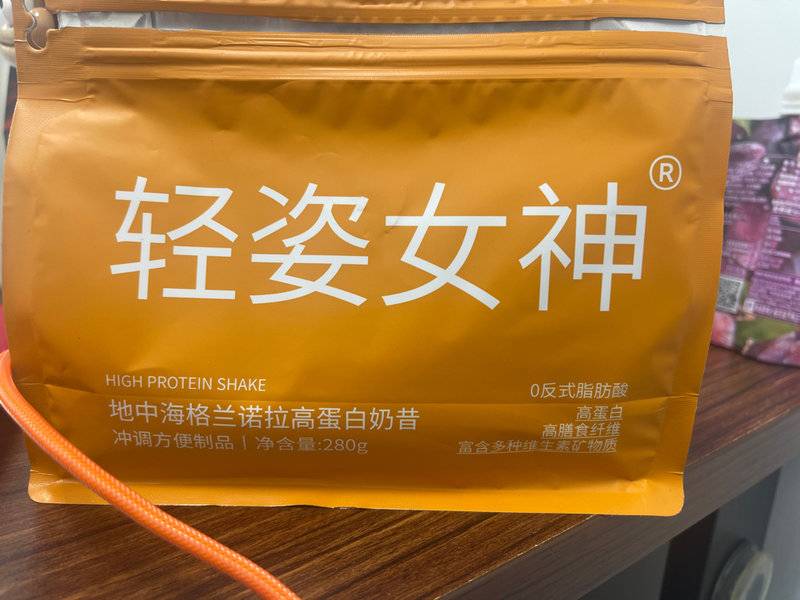 轻姿女神®
HIGH PROTEIN SHAKE
地中海格兰诺拉高蛋白奶昔
冲调方便制品 | 净含量:280g
0反式脂肪酸
高蛋白
高膳食纤维
富含多种维生素矿物质